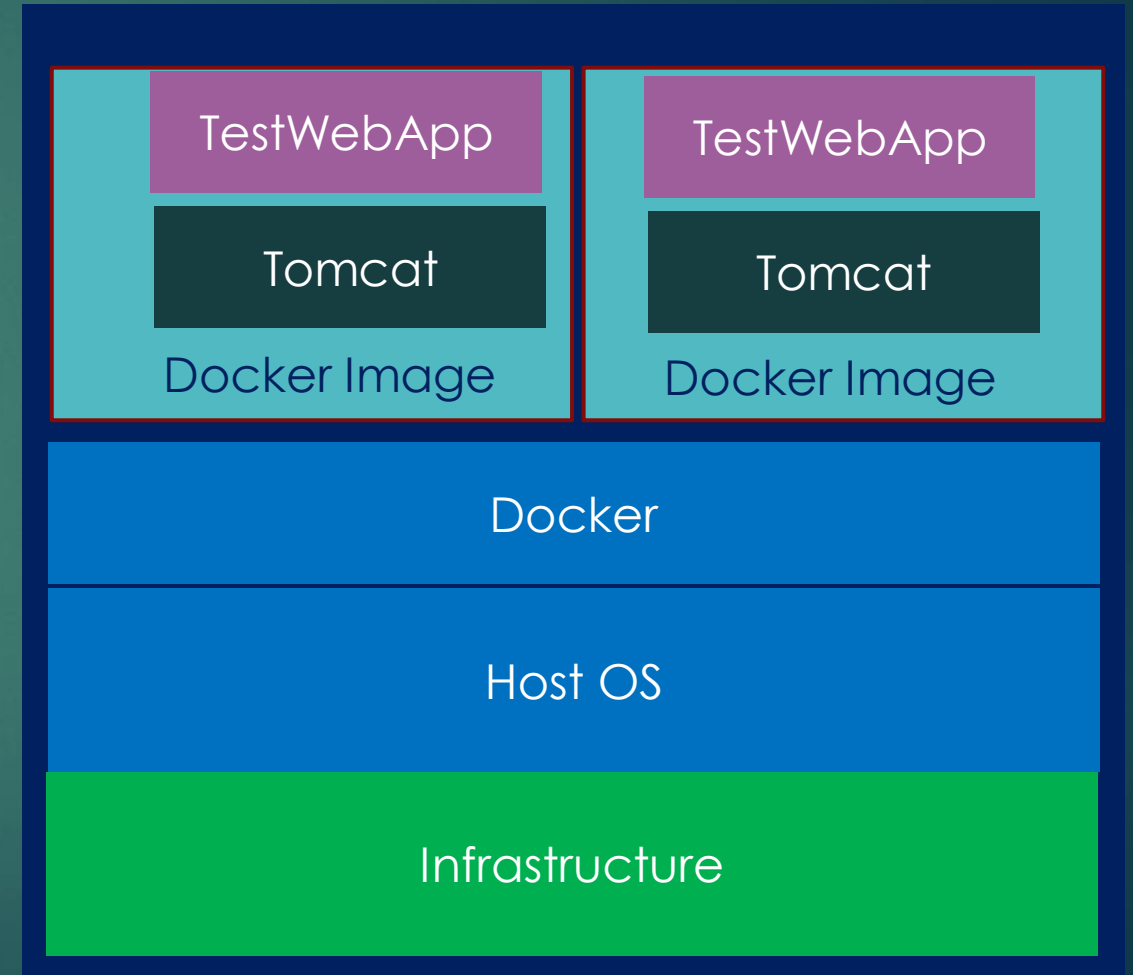 TestWebApp
Tomcat
Docker Image
TestWebApp
Tomcat
Docker Image
Docker
Host OS
Infrastructure